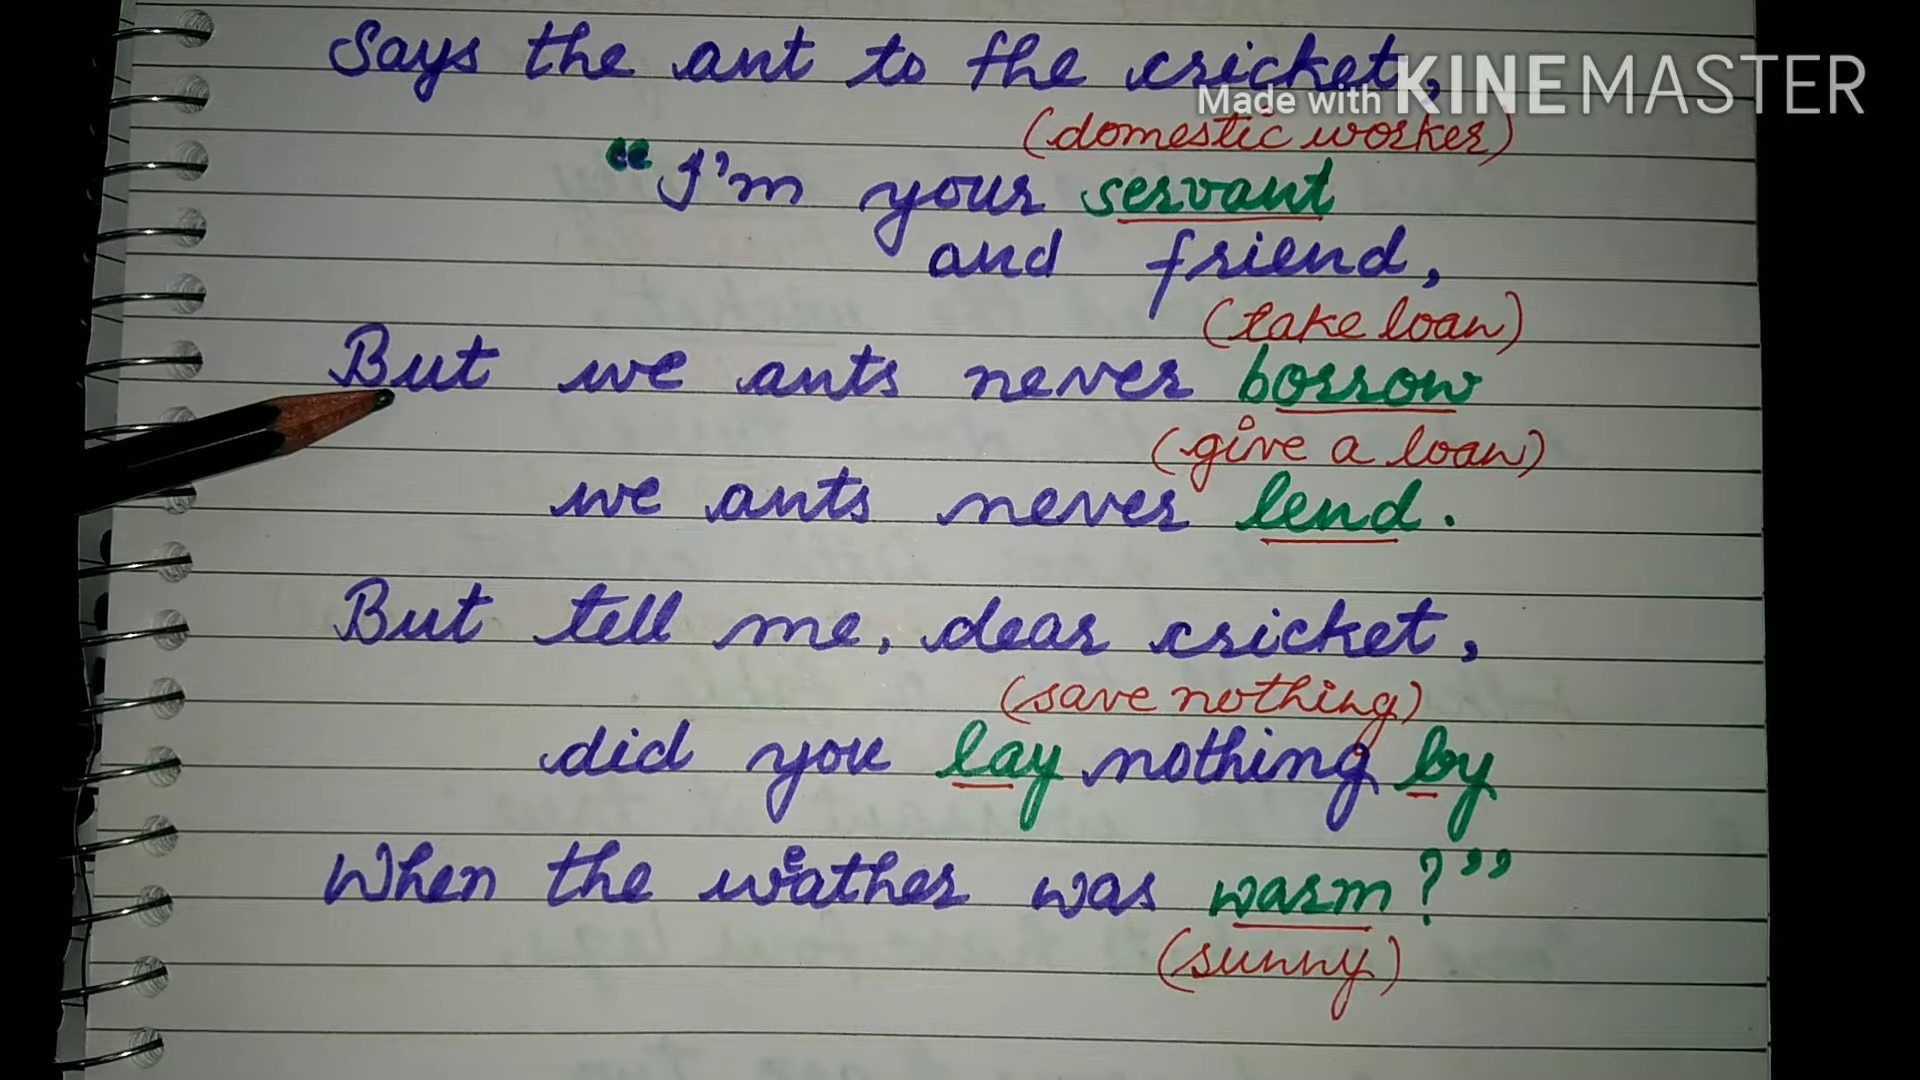 Says the ant to the cricket,
Made with KINEMASTER
(domestic worker)
“I'm your servant
and friend,
(take loan)
But we ants never borrow
(give a loan)
we ants never lend.
But tell me, dear cricket,
(save nothing)
did you lay nothing by
When the weather was warm?”
(sunny)